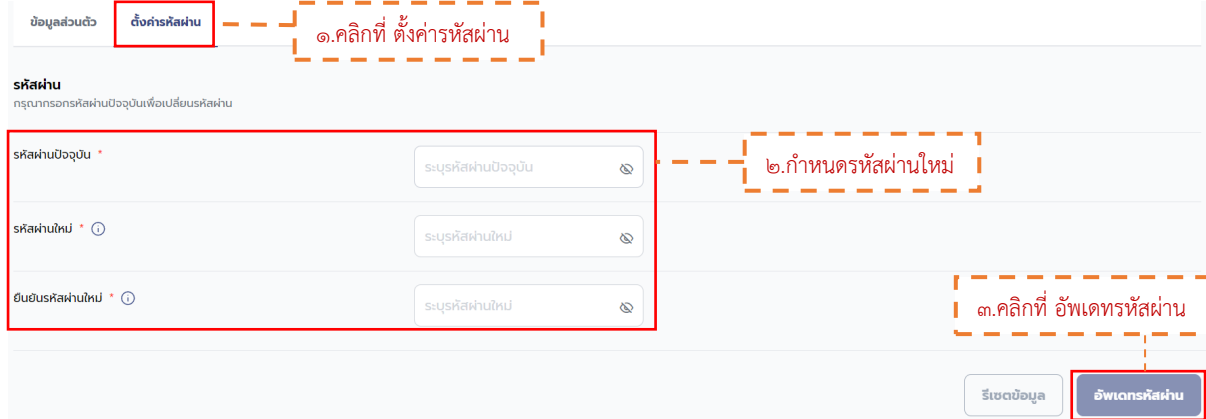 ข้อมูลส่วนตัว
ตั้งค่ารหัสผ่าน
๑.คลิกที่ ตั้งค่ารหัสผ่าน
รหัสผ่าน
กรุณากรอกรหัสผ่านปัจจุบันเพื่อเปลี่ยนรหัสผ่าน
รหัสผ่านปัจจุบัน *
ระบุรหัสผ่านปัจจุบัน
๒.กำหนดรหัสผ่านใหม่
รหัสผ่านใหม่ *
ระบุรหัสผ่านใหม่
ยืนยันรหัสผ่านใหม่ *
ระบุรหัสผ่านใหม่
๓.คลิกที่ อัพเดทรหัสผ่าน
รีเซตข้อมูล
อัพเดทรหัสผ่าน